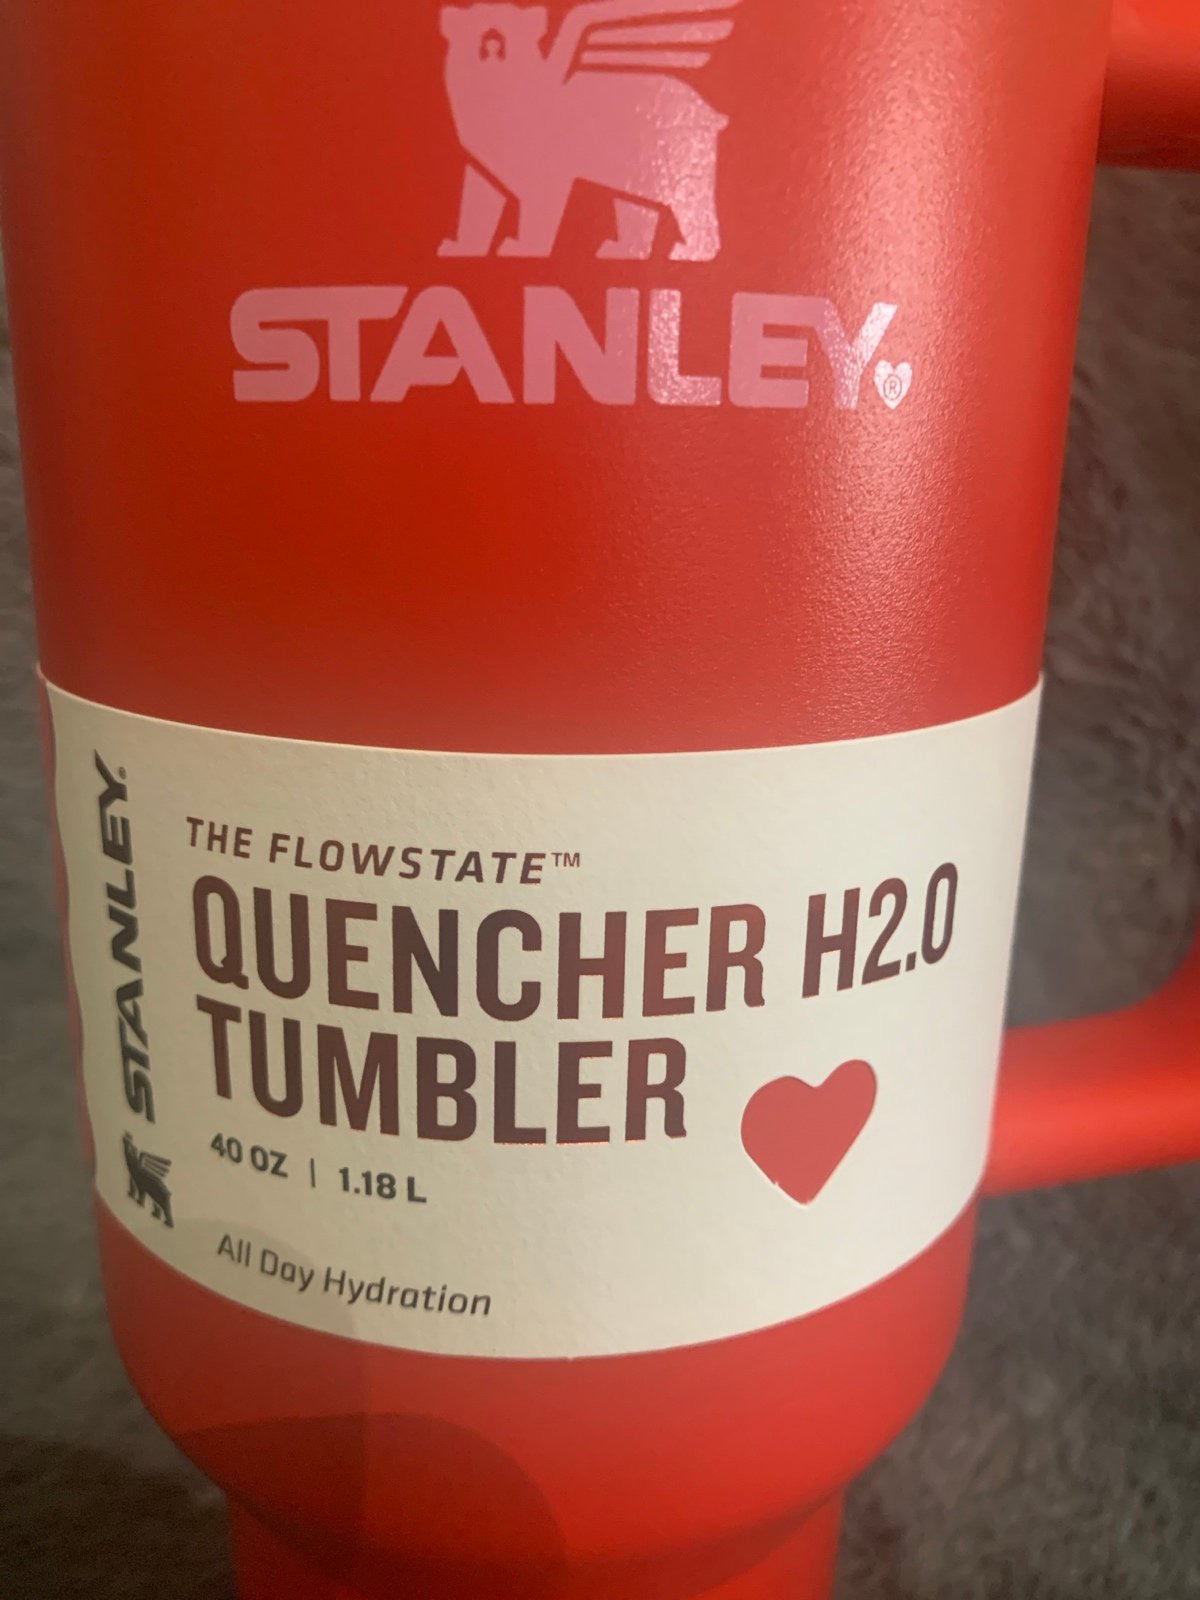 STANLEY®
STANLEY®
THE FLOWSTATE™
QUENCHER H2.0
TUMBLER
40 OZ | 1.18 L
All Day Hydration